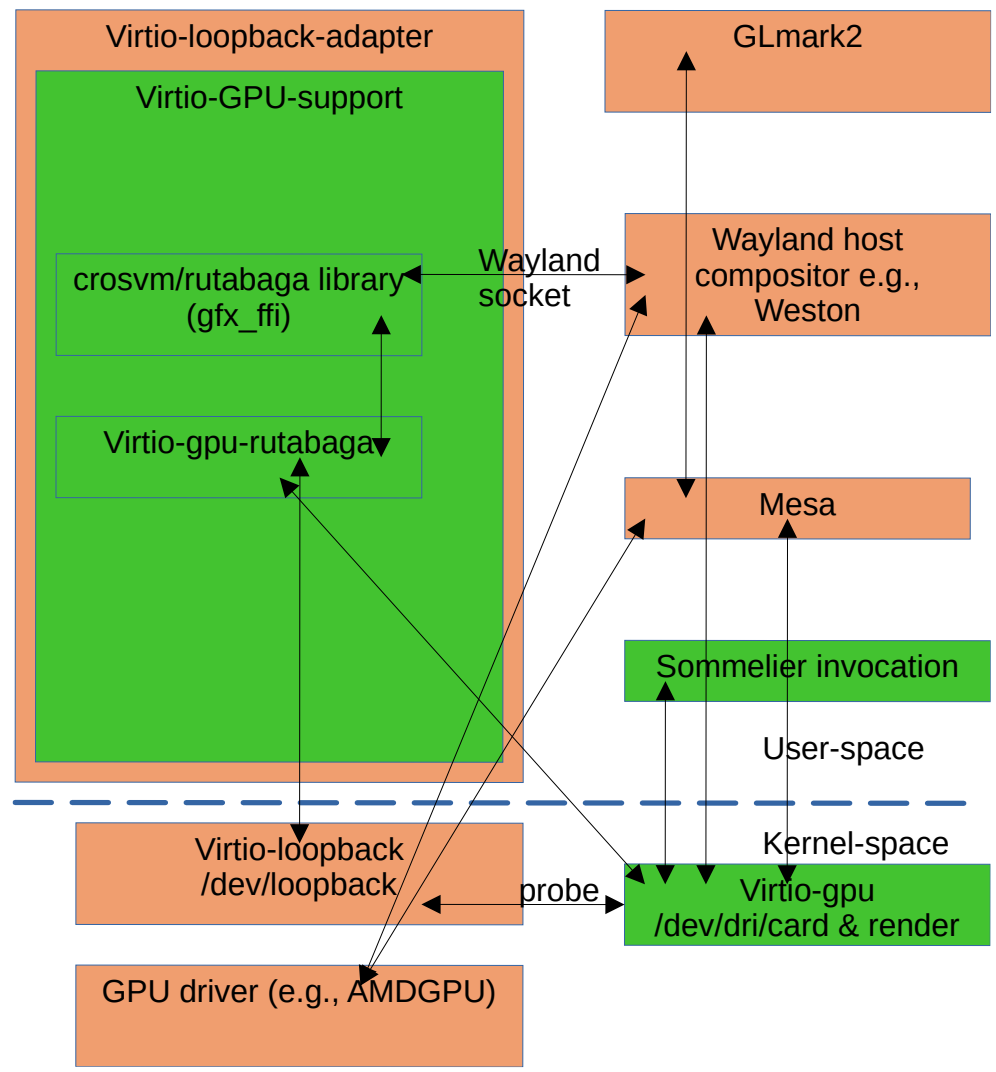 Virtio-loopback-adapter
Virtio-GPU-support
crosvm/rutabaga library
(gfx_ffi)
Virtio-gpu-rutabaga
Wayland
socket
GLmark2
Wayland host
compositor e.g.,
Weston
Mesa
Sommelier invocation
User-space
Kernel-space
Virtio-loopback
/dev/loopback
probe
Virtio-gpu
/dev/dri/card & render
GPU driver (e.g., AMDGPU)